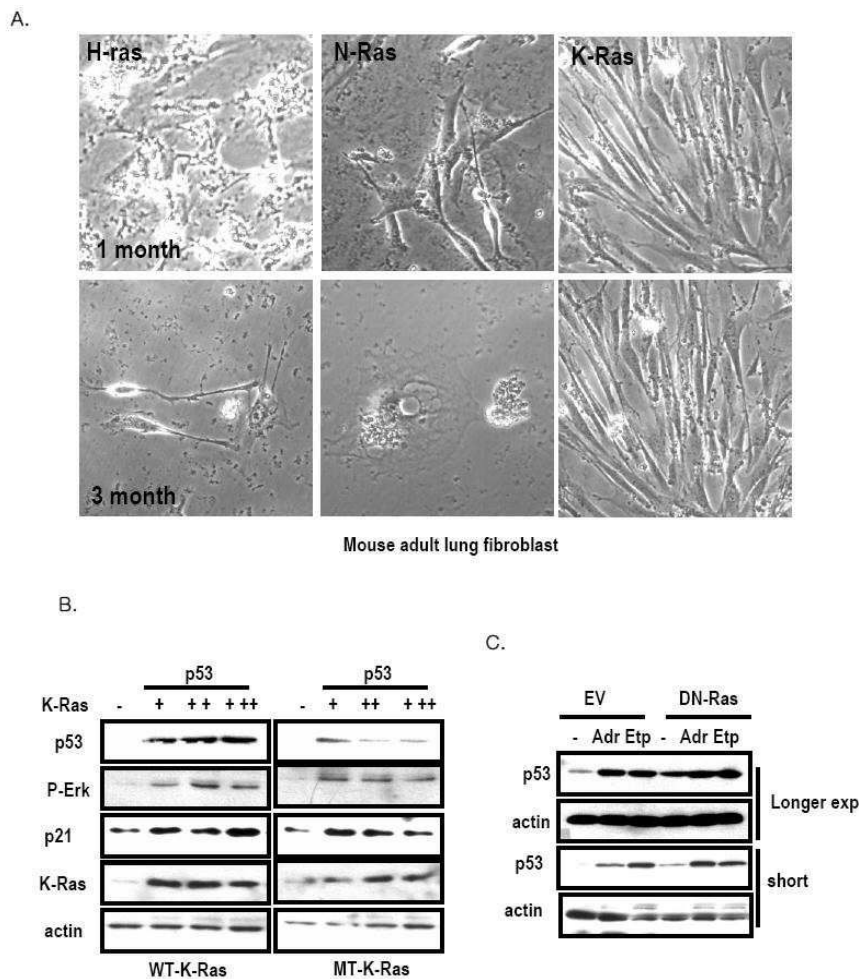 A.
H-ras N-Ras K-Ras
1 month
3 month
Mouse adult lung fibroblast
B.
p53 p53
K-Ras - + ++ + ++ - + ++ + ++
p53
P-Erk
p21
K-Ras
actin
WT-K-Ras MT-K-Ras
C.
EV DN-Ras
- Adr Etp - Adr Etp
p53
actin
Longer exp
p53
actin
short